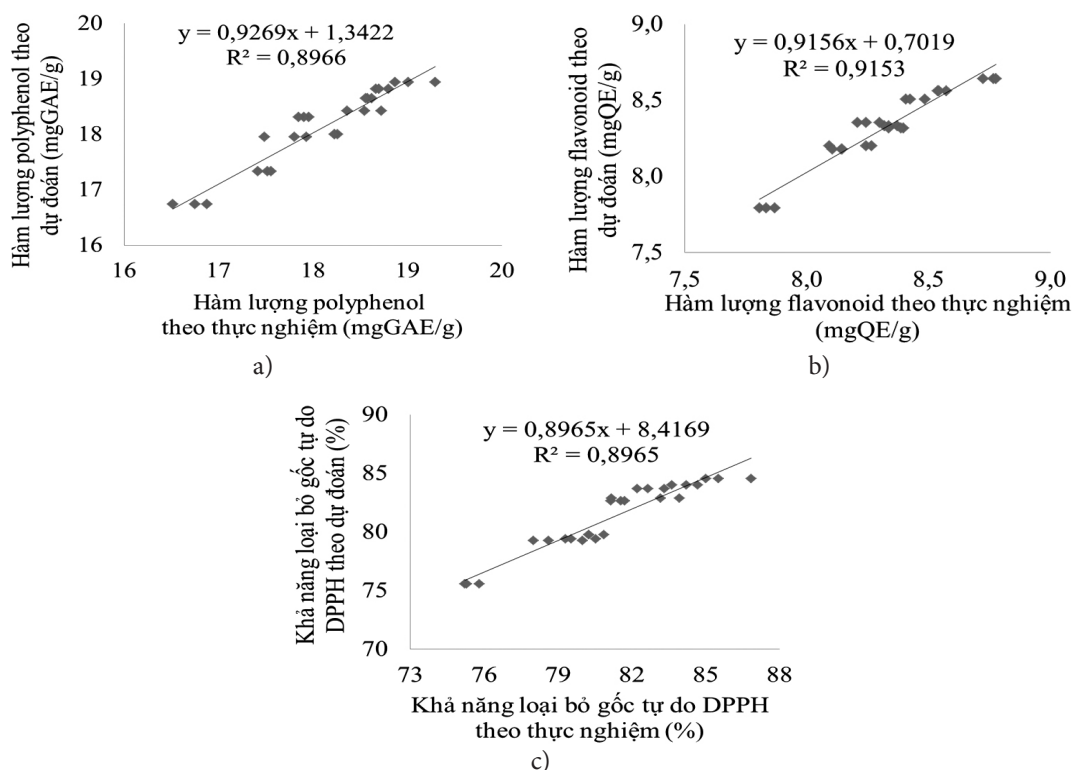 Hàm lượng polyphenol theo
dự đoán (mgGAE/g)
20
19
18
17
16
y = 0,9269x + 1,3422
R² = 0,8966
16 17 18 19 20
Hàm lượng polyphenol
theo thực nghiệm (mgGAE/g)
a)
Hàm lượng flavonoid theo
dự đoán (mgQE/g)
9,0
8,5
8,0
7,5
y = 0,9156x + 0,7019
R² = 0,9153
7,5 8,0 8,5 9,0
Hàm lượng flavonoid theo thực nghiệm
(mgQE/g)
b)
Khả năng loại bỏ gốc tự do
DPPH theo dự đoán (%)
90
85
80
75
70
y = 0,8965x + 8,4169
R² = 0,8965
73 76 79 82 85 88
Khả năng loại bỏ gốc tự do DPPH
theo thực nghiệm (%)
c)